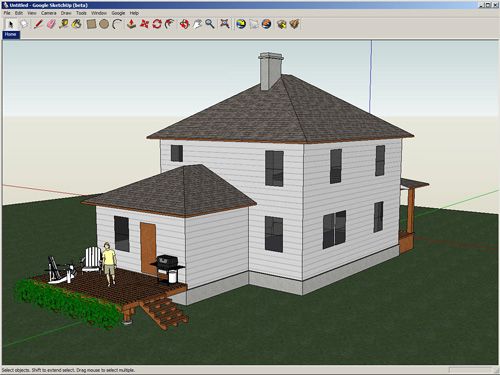 Untitled - Google SketchUp (beta)
File Edit View Camera Draw Tools Window Google Help
Home
Select objects. Shift to extend select. Drag mouse to select multiple.